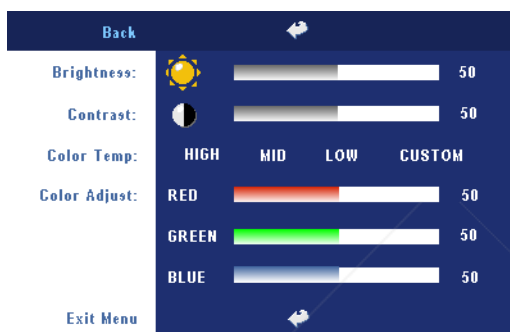 Back
Brightness: 50
Contrast: 50
Color Temp: HIGH MID LOW CUSTOM
Color Adjust: RED 50
GREEN 50
BLUE 50
Exit Menu